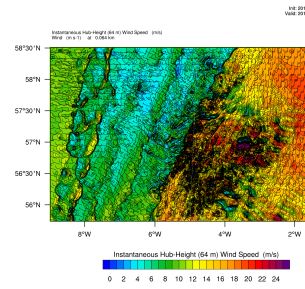 Init: 201
Valid: 201
Instantaneous Hub-Height (64 m) Wind Speed (m/s)
Wind (m s-1) at 0.064 km
58°30'N
58°N
57°30'N
57°N
56°30'N
56°N
8°W
6°W
4°W
2°W
Instantaneous Hub-Height (64 m) Wind Speed (m/s)
0 2 4 6 8 10 12 14 16 18 20 22 24